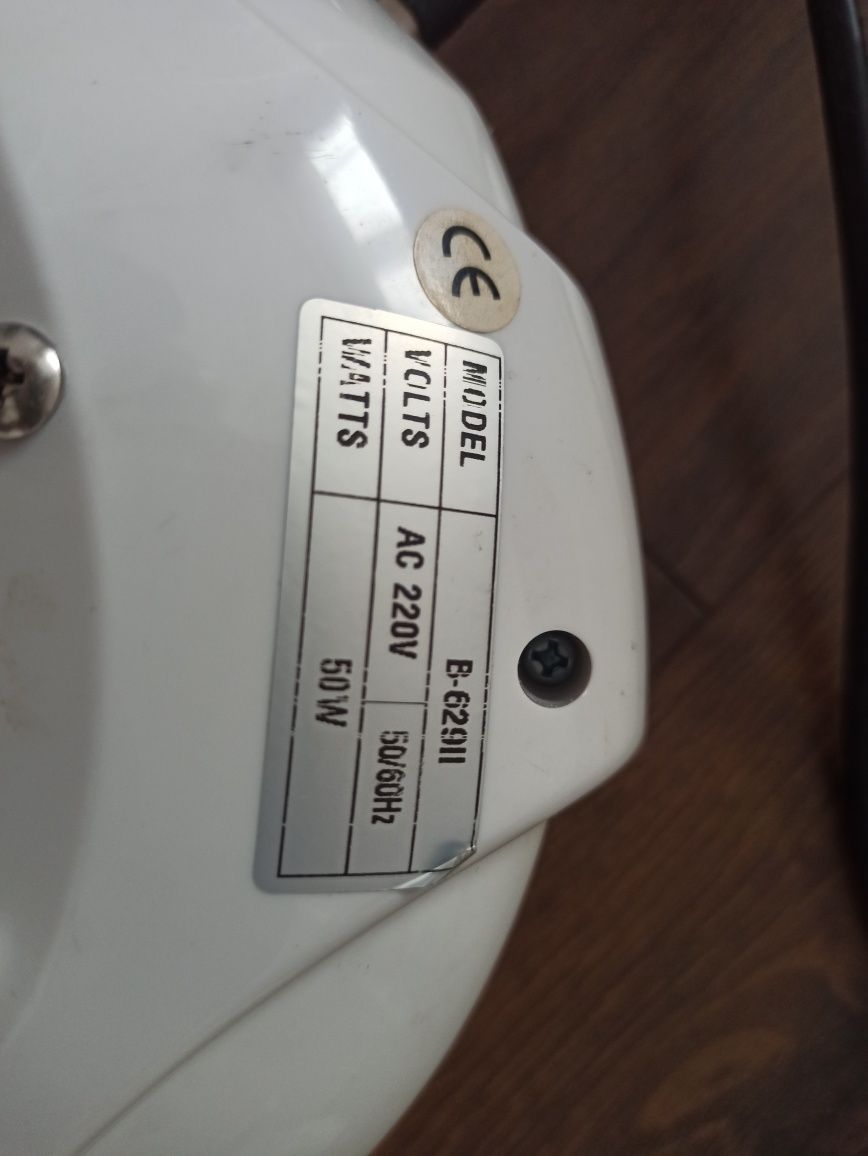 CE
MODEL B-629II
VOLTS AC 220V 50/60Hz
WATTS 50W